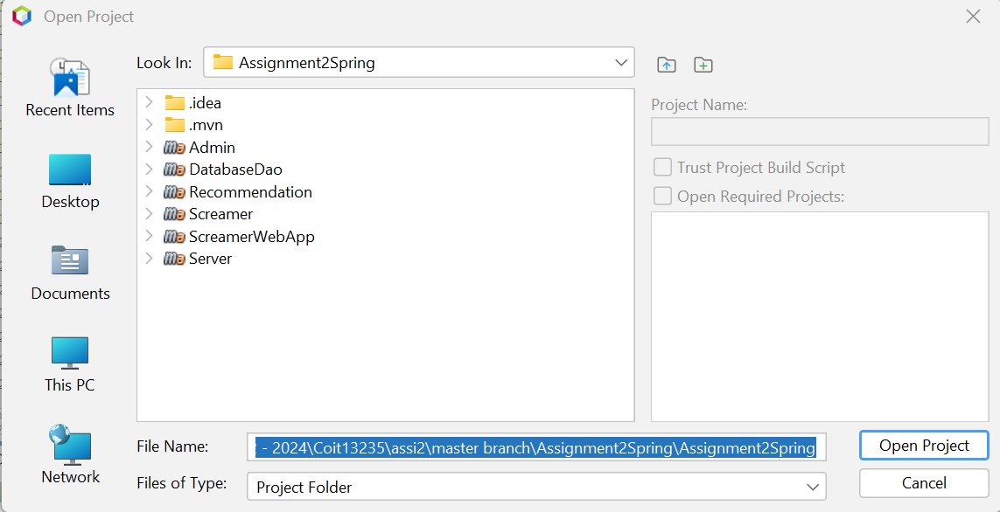 Open Project
Look In:
Assignment2Spring
Recent Items
Desktop
Documents
This PC
Network
.idea
.mvn
Admin
DatabaseDao
Recommendation
Screamer
ScreamerWebApp
Server
Project Name:
Trust Project Build Script
Open Required Projects:
File Name:
- 2024\Coit13235\assi2\master branch\Assignment2Spring\Assignment2Spring
Open Project
Files of Type:
Project Folder
Cancel